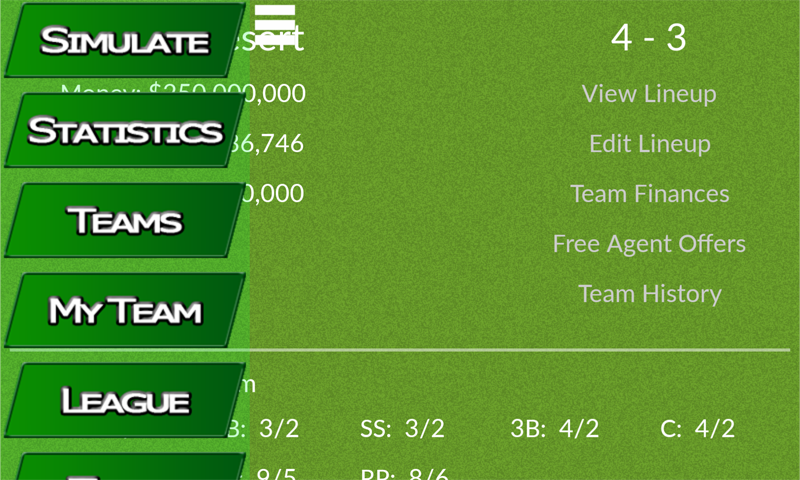 SIMULATE
STATISTICS
TEAMS
MY TEAM
LEAGUE
4 - 3
Money: $250,000,000
View Lineup
36,746
Edit Lineup
0,000
Team Finances
Free Agent Offers
Team History
B: 3/2 SS: 3/2 3B: 4/2 C: 4/2
9/5 RP: 8/6